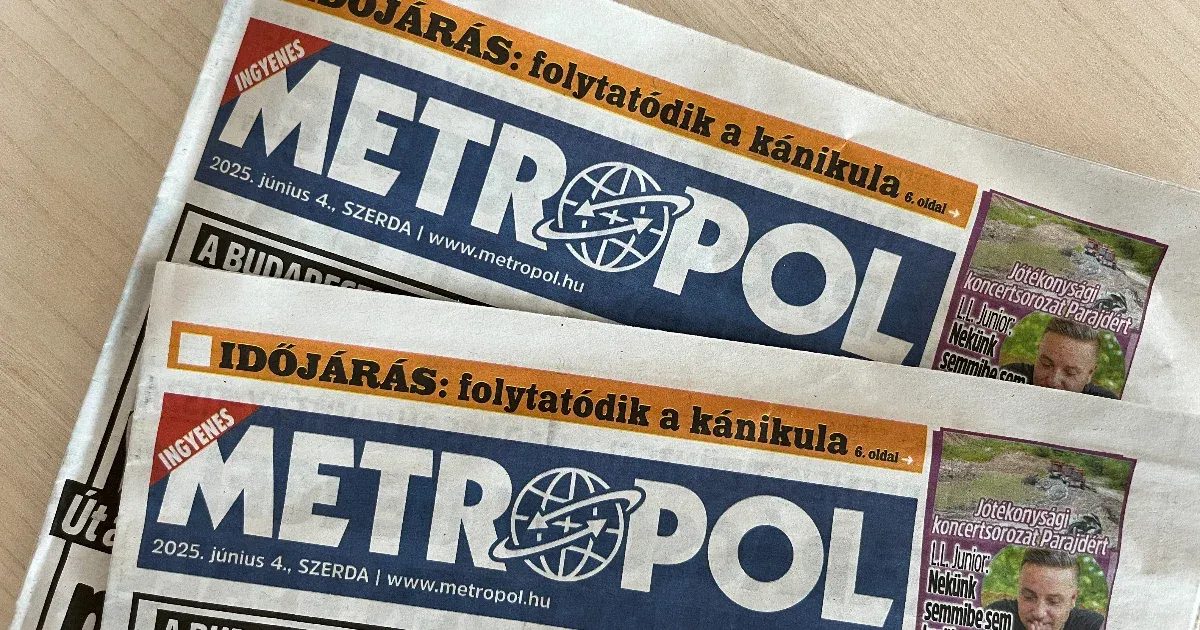 IDŐJÁRÁS: folytatódik a kánikula 6. oldal
INGYENES
METROPOL
2025. június 4., SZERDA | www.metropol.hu
Jótékonysági
koncertsorozat Parajdért
L.L. Junior:
Nekünk
semmibe sem
A BUDAPEST
IDŐJÁRÁS: folytatódik a kánikula 6. oldal
INGYENES
METROPOL
2025. június 4., SZERDA | www.metropol.hu
Jótékonysági
koncertsorozat Parajdért
L.L. Junior:
Nekünk
semmibe sem